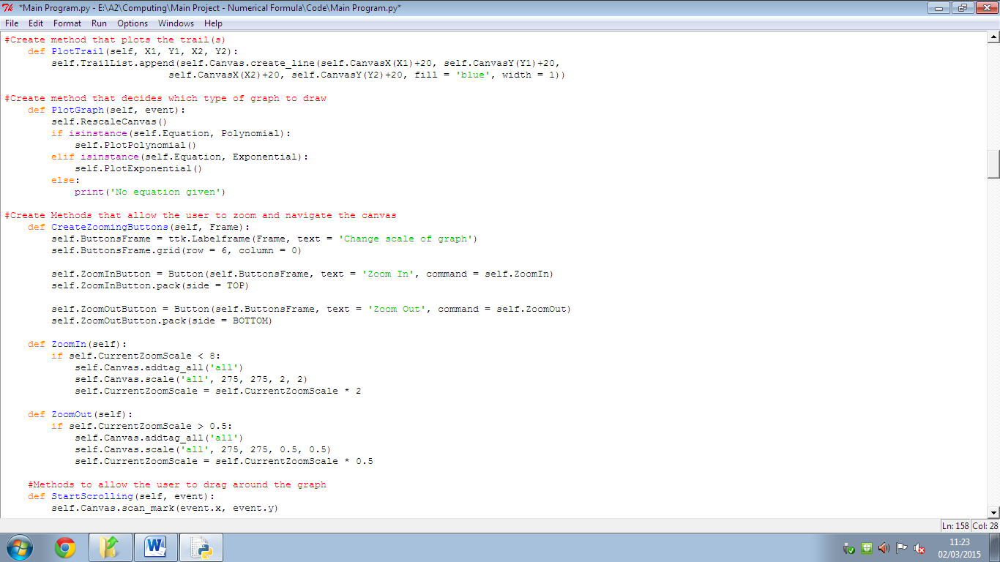 *Main Program.py - E:\A2\Computing\Main Project - Numerical Formula\Code\Main Program.py*
File Edit Format Run Options Windows Help
#Create method that plots the trail(s)
    def PlotTrail(self, X1, Y1, X2, Y2):
        self.TrailList.append(self.Canvas.create_line(self.CanvasX(X1)+20, self.CanvasY(Y1)+20,
                            self.CanvasX(X2)+20, self.CanvasY(Y2)+20, fill = 'blue', width = 1))
#Create method that decides which type of graph to draw
    def PlotGraph(self, event):
        self.RescaleCanvas()
        if isinstance(self.Equation, Polynomial):
            self.PlotPolynomial()
        elif isinstance(self.Equation, Exponential):
            self.PlotExponential()
        else:
            print('No equation given')
#Create Methods that allow the user to zoom and navigate the canvas
    def CreateZoomingButtons(self, Frame):
        self.ButtonsFrame = ttk.Labelframe(Frame, text = 'Change scale of graph')
        self.ButtonsFrame.grid(row = 6, column = 0)
        self.ZoomInButton = Button(self.ButtonsFrame, text = 'Zoom In', command = self.ZoomIn)
        self.ZoomInButton.pack(side = TOP)
        self.ZoomOutButton = Button(self.ButtonsFrame, text = 'Zoom Out', command = self.ZoomOut)
        self.ZoomOutButton.pack(side = BOTTOM)
    def ZoomIn(self):
        if self.CurrentZoomScale < 8:
            self.Canvas.addtag_all('all')
            self.Canvas.scale('all', 275, 275, 2, 2)
            self.CurrentZoomScale = self.CurrentZoomScale * 2
    def ZoomOut(self):
        if self.CurrentZoomScale > 0.5:
            self.Canvas.addtag_all('all')
            self.Canvas.scale('all', 275, 275, 0.5, 0.5)
            self.CurrentZoomScale = self.CurrentZoomScale * 0.5
    #Methods to allow the user to drag around the graph
    def StartScrolling(self, event):
        self.Canvas.scan_mark(event.x, event.y)
Ln: 158 Col: 28
11:23
02/03/2015